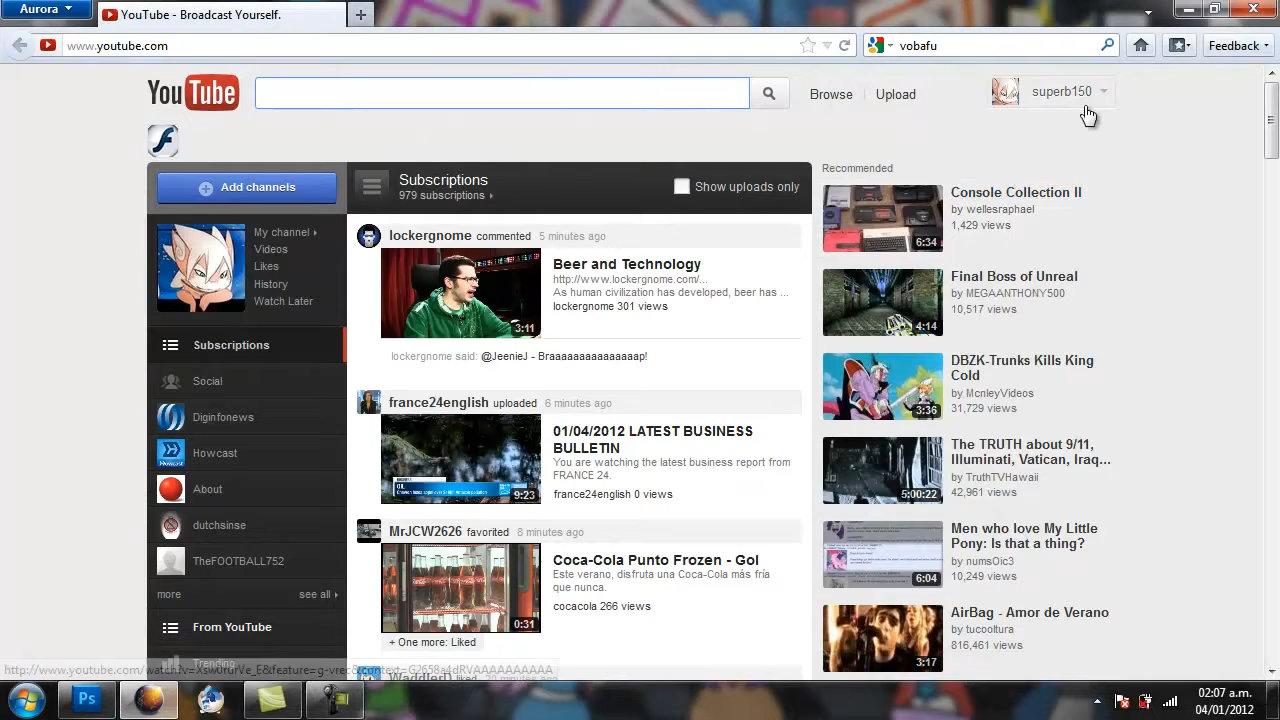 Aurora
YouTube - Broadcast Yourself.
www.youtube.com
vobafu
Feedback
YouTube
Browse
Upload
superb150
Add channels
My channel
Videos
Likes
History
Watch Later
Subscriptions
Social
Diginfonews
Howcast
Howcast
About
dutchsinse
TheFOOTBALL752
more
see all
From YouTube
Trending
Subscriptions
979 subscriptions
Show uploads only
lockergnome commented 5 minutes ago
Beer and Technology
http://www.lockergnome.com/...
As human civilization has developed, beer has ...
lockergnome 301 views
3:11
lockergnome said: @JeenieJ - Braaaaaaaaaaaaaap!
france24english uploaded 6 minutes ago
01/04/2012 LATEST BUSINESS
BULLETIN
You are watching the latest business report from
FRANCE 24.
france24english 0 views
9:23
MrJCW2626 favorited 8 minutes ago
Coca-Cola Punto Frozen - Gol
Este verano, disfruta una Coca-Cola más fría
que nunca.
cocacola 266 views
0:31
+ One more: Liked
WaddlerD liked 20 minutes ago
Recommended
Console Collection II
by wellesraphael
1,429 views
6:34
Final Boss of Unreal
by MEGAANTHONY500
10,517 views
4:14
DBZK-Trunks Kills King
Cold
by McnleyVideos
31,729 views
3:36
The TRUTH about 9/11,
Illuminati, Vatican, Iraq...
by TruthTVHawaii
42,961 views
5:00:22
Men who love My Little
Pony: Is that a thing?
by numsOic3
10,249 views
6:04
AirBag - Amor de Verano
by tucooltura
816,461 views
3:17
Ps
02:07 a.m.
04/01/2012